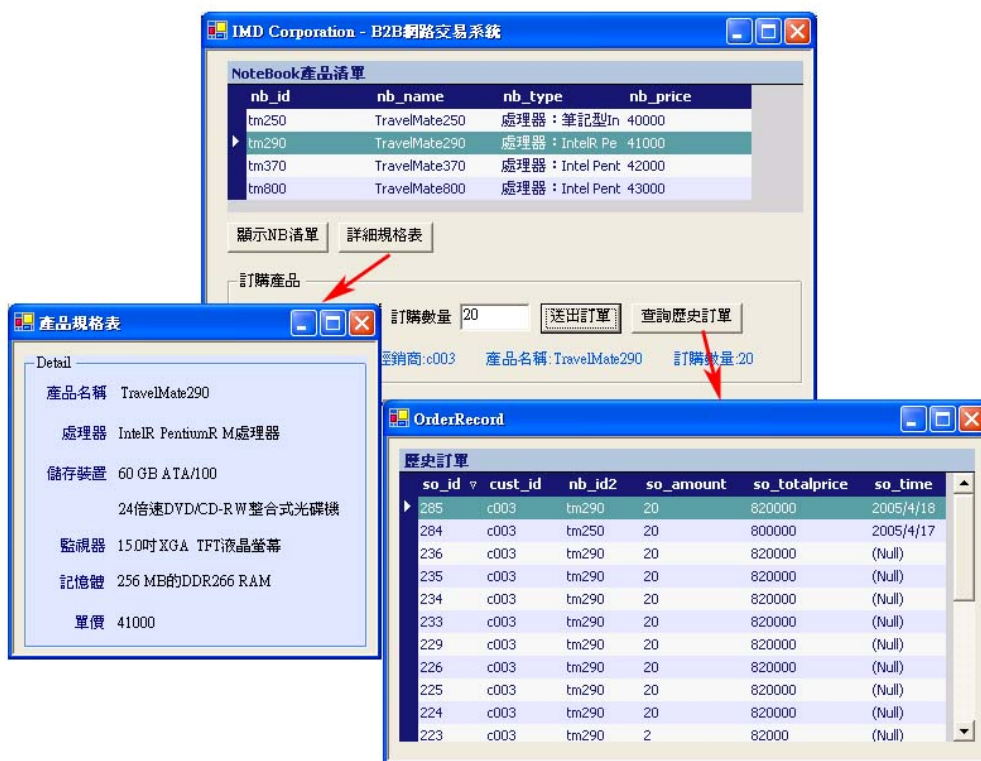 IMD Corporation - B2B網路交易系統
NoteBook產品清單
nb_id nb_name nb_type nb_price
tm250 TravelMate250 處理器：筆記型In 40000
tm290 TravelMate290 處理器：IntelR Pe 41000
tm370 TravelMate370 處理器：Intel Pent 42000
tm800 TravelMate800 處理器：Intel Pent 43000
顯示NB清單 詳細規格表
訂購產品
訂購數量 20 送出訂單 查詢歷史訂單
經銷商:c003 產品名稱:TravelMate290 訂購數量:20
產品規格表
Detail
產品名稱 TravelMate290
處理器 IntelR PentiumR M處理器
儲存裝置 60 GB ATA/100
24倍速DVD/CD-RW整合式光碟機
監視器 15.0吋 XGA TFT液晶螢幕
記憶體 256 MB的DDR266 RAM
單價 41000
OrderRecord
歷史訂單
so_id cust_id nb_id2 so_amount so_totalprice so_time
285 c003 tm290 20 820000 2005/4/18
284 c003 tm250 20 800000 2005/4/17
236 c003 tm290 20 820000 (Null)
235 c003 tm290 20 820000 (Null)
234 c003 tm290 20 820000 (Null)
233 c003 tm290 20 820000 (Null)
229 c003 tm290 20 820000 (Null)
226 c003 tm290 20 820000 (Null)
225 c003 tm290 20 820000 (Null)
224 c003 tm290 20 820000 (Null)
223 c003 tm290 2 82000 (Null)